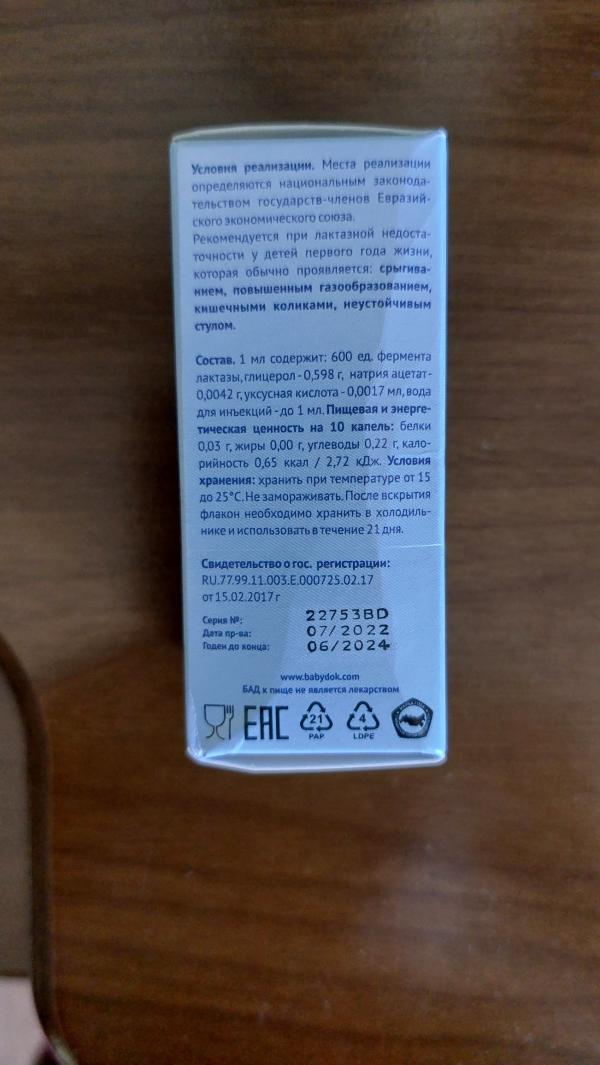 Условия реализации. Места реализации
определяются национальным законода-
тельством государств-членов Евразий-
ского экономического союза.
Рекомендуется при лактазной недоста-
точности у детей первого года жизни,
которая обычно проявляется: срыгива-
нием, повышенным газообразованием,
кишечными коликами, неустойчивым
стулом.
Состав. 1 мл содержит: 600 ед. фермента
лактазы, глицерол - 0,598 г, натрия ацетат -
0,0042 г, уксусная кислота - 0,0017 мл, вода
для инъекций - до 1 мл. Пищевая и энерге-
тическая ценность на 10 капель: белки
0,03 г, жиры 0,00 г, углеводы 0,22 г, кало-
рийность 0,65 ккал / 2,72 кДж. Условия
хранения: хранить при температуре от 15
до 25°С. Не замораживать. После вскрытия
флакон необходимо хранить в холодиль-
нике и использовать в течение 21 дня.
Свидетельство о гос. регистрации:
RU.77.99.11.003.Е.000725.02.17
от 15.02.2017 г
Серия №: 22753BD
Дата пр-ва: 07/2022
Годен до конца: 06/2024
www.babydok.com
БАД к пище не является лекарством
EAC 21 4
PAP LDPE